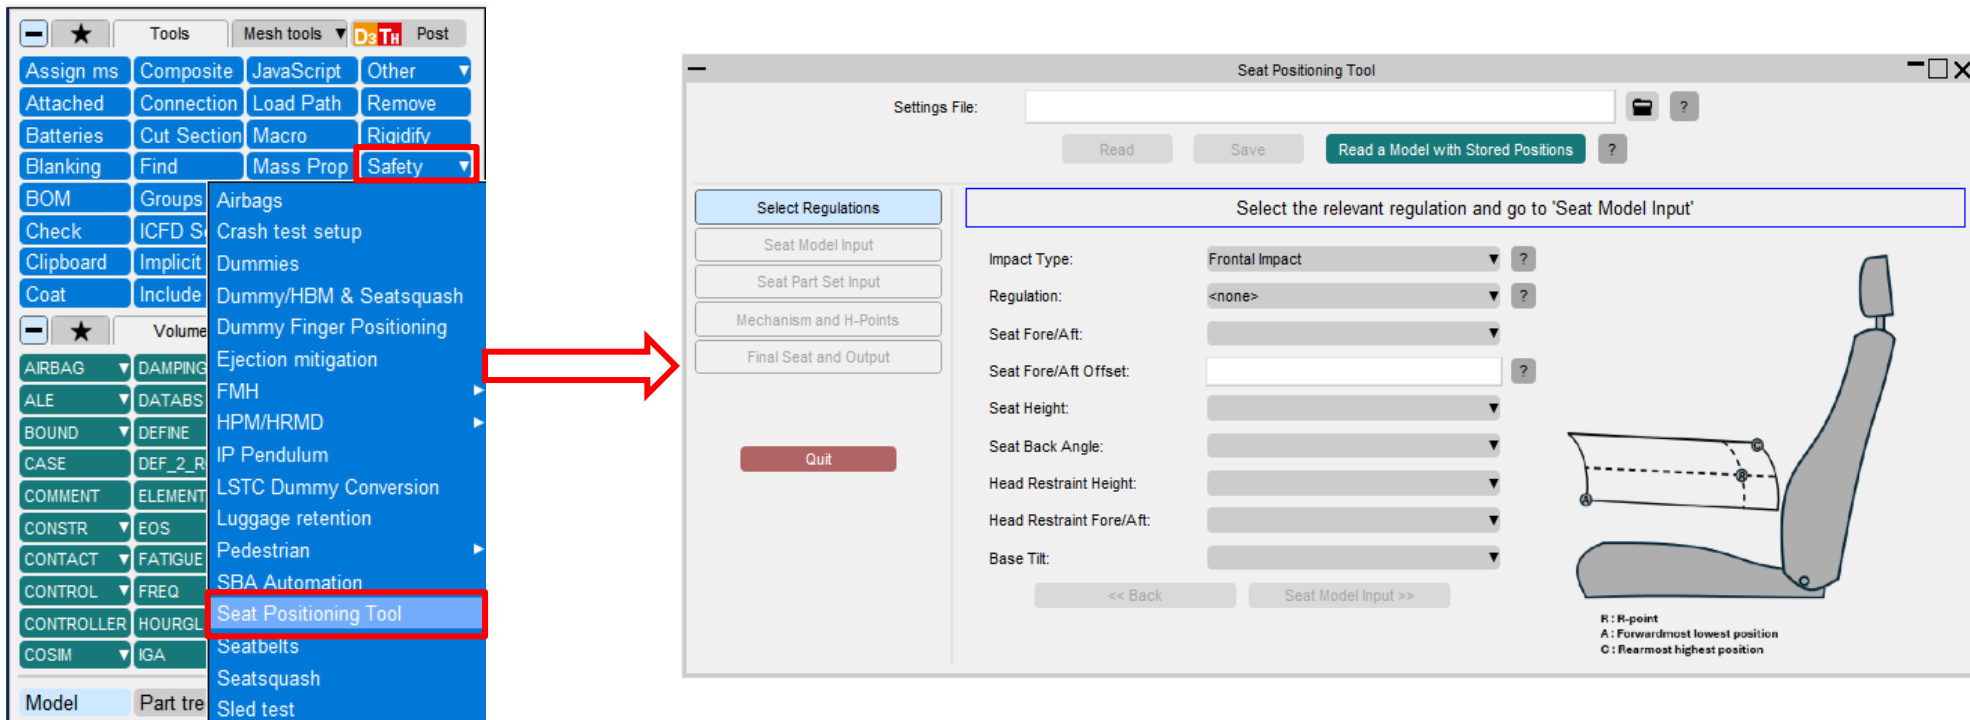 Tools Mesh tools D3 TH Post
Assign ms Composite JavaScript Other
Attached Connection Load Path Remove
Batteries Cut Section Macro Rigidify
Blanking Find Mass Prop Safety
BOM Groups
Check ICFD S
Clipboard Implicit
Coat Include
Volume
AIRBAG DAMPING
ALE DATABS
BOUND DEFINE
CASE DEF_2_R
COMMENT ELEMENT
CONSTR EOS
CONTACT FATIGUE
CONTROL FREQ
CONTROLLER HOURGL
COSIM IGA
Model Part tre
Airbags
Crash test setup
Dummies
Dummy/HBM & Seatsquash
Dummy Finger Positioning
Ejection mitigation
FMH
HPM/HRMD
IP Pendulum
LSTC Dummy Conversion
Luggage retention
Pedestrian
SBA Automation
Seat Positioning Tool
Seatbelts
Seatsquash
Sled test
Seat Positioning Tool
Settings File: ?
Read Save Read a Model with Stored Positions ?
Select Regulations
Seat Model Input
Seat Part Set Input
Mechanism and H-Points
Final Seat and Output
Quit
Select the relevant regulation and go to 'Seat Model Input'
Impact Type: Frontal Impact ?
Regulation: <none> ?
Seat Fore/Aft:
Seat Fore/Aft Offset: ?
Seat Height:
Seat Back Angle:
Head Restraint Height:
Head Restraint Fore/Aft:
Base Tilt:
<< Back Seat Model Input >>
C
R
A
R : R-point
A : Forwardmost lowest position
C : Rearmost highest position